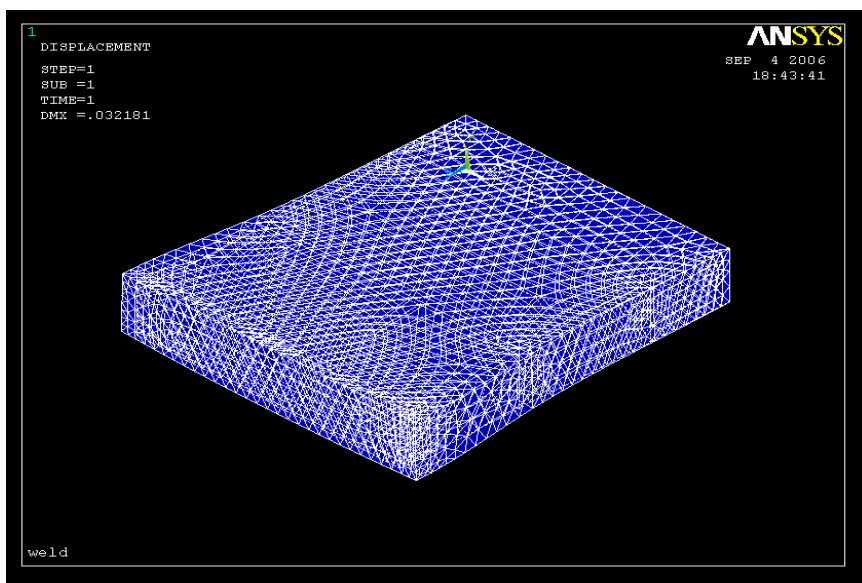 1
DISPLACEMENT
STEP=1
SUB =1
TIME=1
DMX =.032181
ANSYS
SEP 4 2006
18:43:41
weld